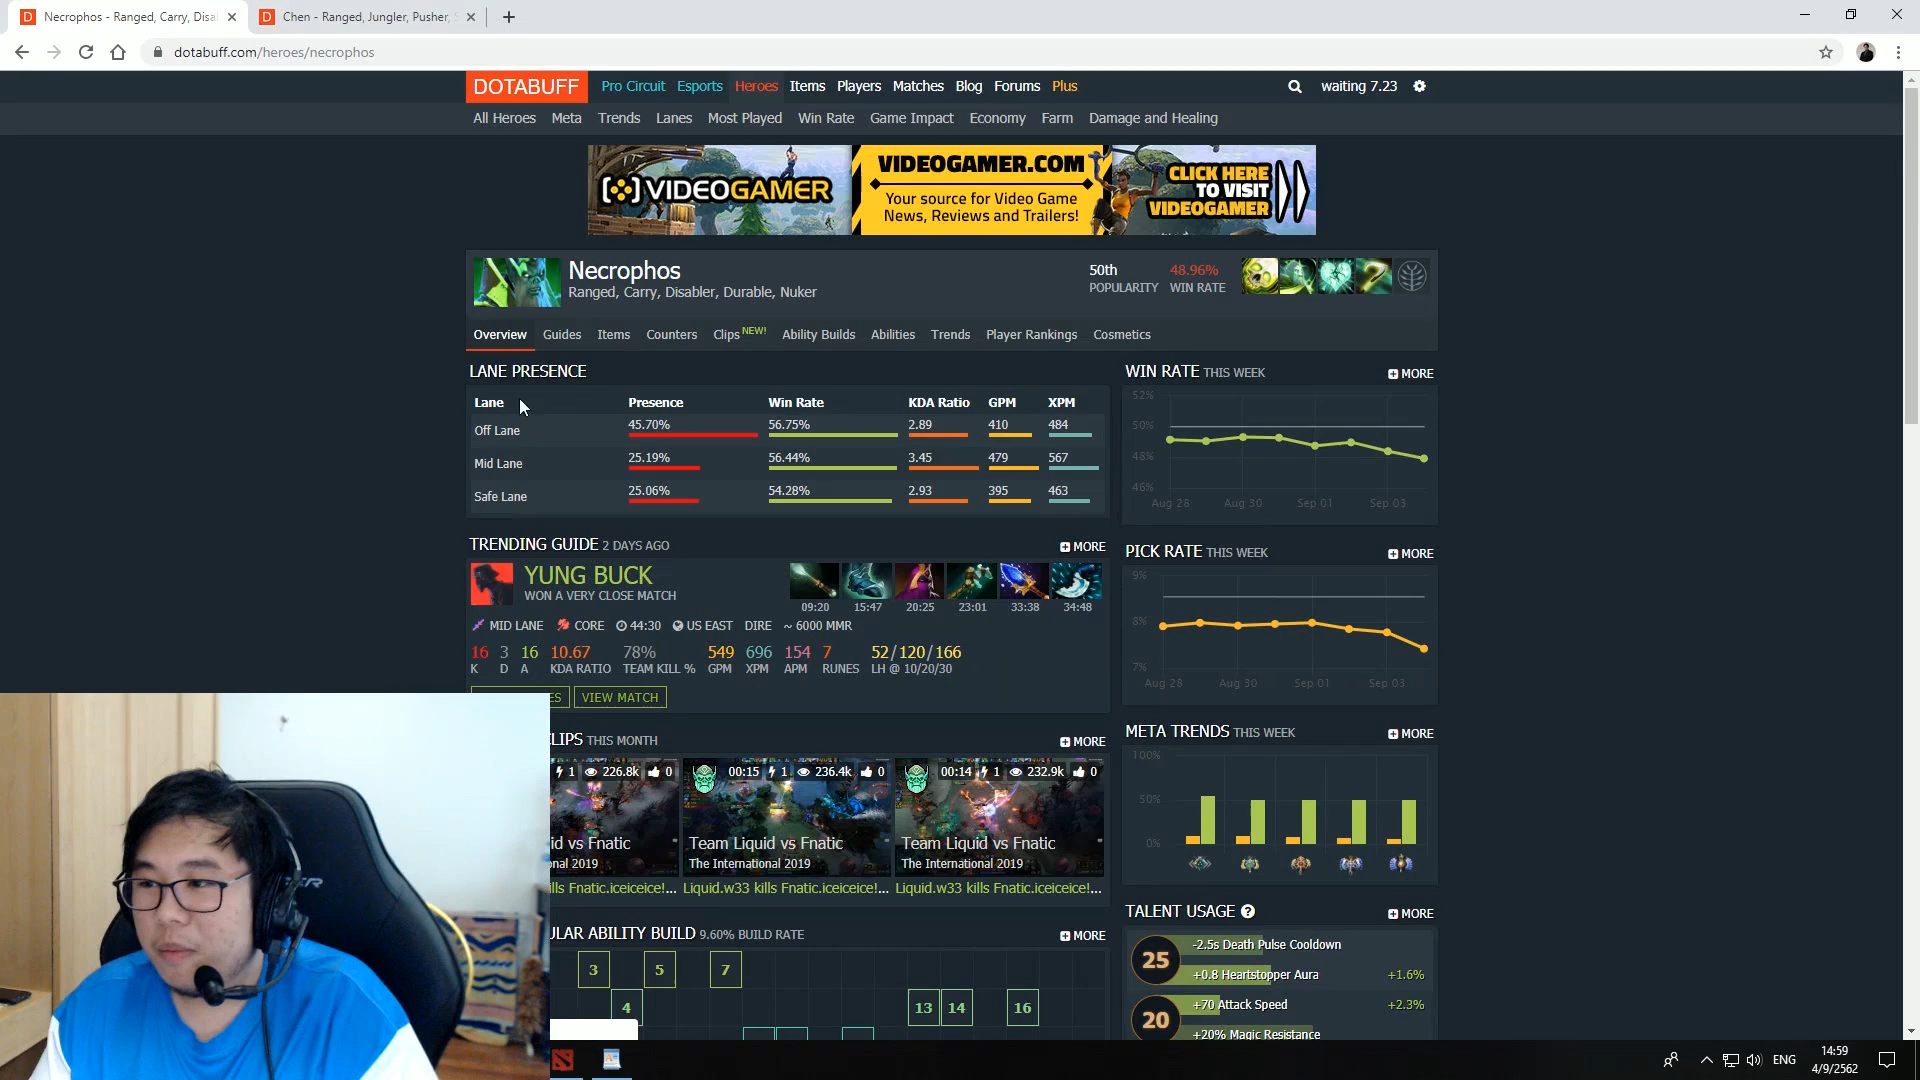 Necrophos - Ranged, Carry, Disa
Chen - Ranged, Jungler, Pusher,
dotabuff.com/heroes/necrophos
DOTABUFF Pro Circuit Esports Heroes Items Players Matches Blog Forums Plus waiting 7.23
All Heroes Meta Trends Lanes Most Played Win Rate Game Impact Economy Farm Damage and Healing
VIDEOGAMER
VIDEOGAMER.COM
Your source for Video Game
News, Reviews and Trailers!
CLICK HERE
TO VISIT
VIDEOGAMER
Necrophos
Ranged, Carry, Disabler, Durable, Nuker
50th
POPULARITY
48.96%
WIN RATE
Overview Guides Items Counters Clips NEW! Ability Builds Abilities Trends Player Rankings Cosmetics
LANE PRESENCE
Lane Presence Win Rate KDA Ratio GPM XPM
Off Lane 45.70% 56.75% 2.89 410 484
Mid Lane 25.19% 56.44% 3.45 479 567
Safe Lane 25.06% 54.28% 2.93 395 463
WIN RATE THIS WEEK MORE
52%
50%
48%
46%
Aug 28 Aug 30 Sep 01 Sep 03
TRENDING GUIDE 2 DAYS AGO MORE
YUNG BUCK
WON A VERY CLOSE MATCH
09:20 15:47 20:25 23:01 33:38 34:48
MID LANE CORE 44:30 US EAST DIRE ~ 6000 MMR
16 3 16 10.67 78% 549 696 154 7 52/120/166
K D A KDA RATIO TEAM KILL % GPM XPM APM RUNES LH @ 10/20/30
ES VIEW MATCH
PICK RATE THIS WEEK MORE
9%
8%
7%
Aug 28 Aug 30 Sep 01 Sep 03
CLIPS THIS MONTH MORE
1 226.8k 0
00:15 1 236.4k 0
00:14 1 232.9k 0
id vs Fnatic
onal 2019
Team Liquid vs Fnatic
The International 2019
Team Liquid vs Fnatic
The International 2019
ills Fnatic.iceiceice!...
Liquid.w33 kills Fnatic.iceiceice!...
Liquid.w33 kills Fnatic.iceiceice!...
META TRENDS THIS WEEK MORE
100%
50%
0%
ULAR ABILITY BUILD 9.60% BUILD RATE MORE
3 5 7
4 13 14 16
TALENT USAGE ? MORE
25
-2.5s Death Pulse Cooldown
+0.8 Heartstopper Aura +1.6%
20
+70 Attack Speed +2.3%
+20% Magic Resistance
ENG
14:59
4/9/2562